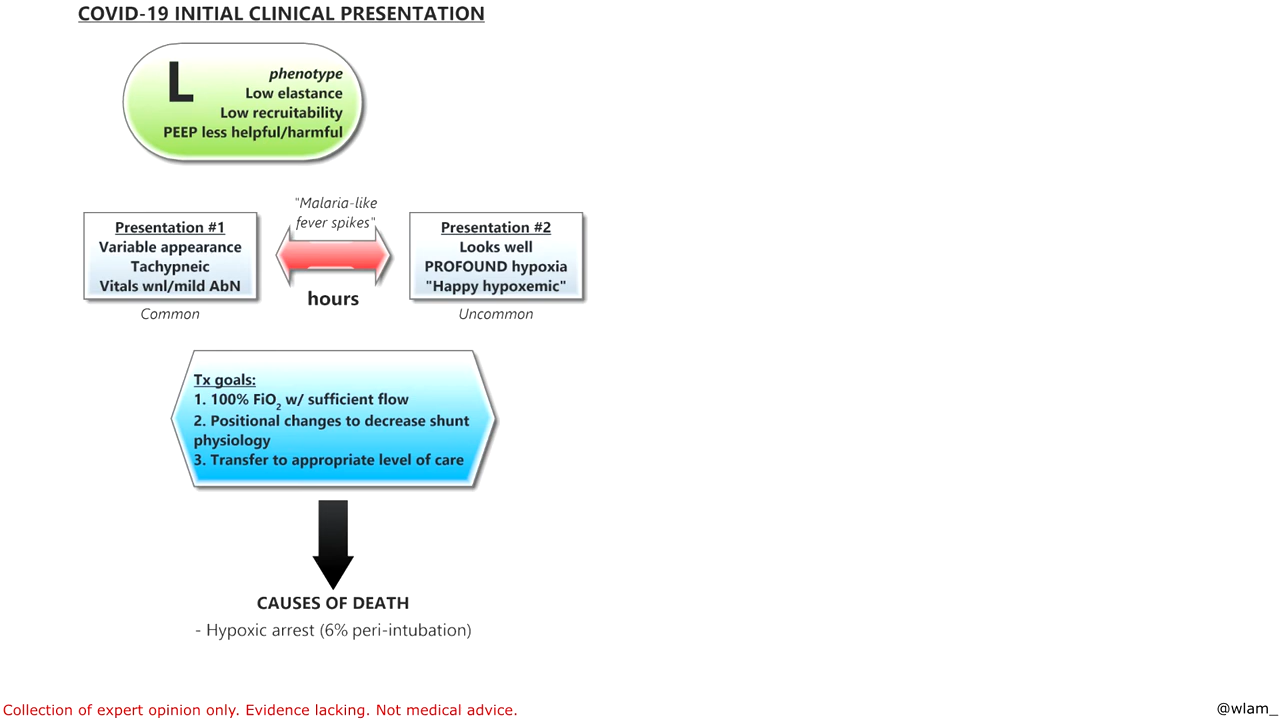 COVID-19 INITIAL CLINICAL PRESENTATION
L
phenotype
Low elastance
Low recruitability
PEEP less helpful/harmful
"Malaria-like
fever spikes"
Presentation #1
Variable appearance
Tachypneic
Vitals wnl/mild AbN
Common
hours
Presentation #2
Looks well
PROFOUND hypoxia
"Happy hypoxemic"
Uncommon
Tx goals:
1. 100% FiO2 w/ sufficient flow
2. Positional changes to decrease shunt
physiology
3. Transfer to appropriate level of care
CAUSES OF DEATH
- Hypoxic arrest (6% peri-intubation)
Collection of expert opinion only. Evidence lacking. Not medical advice.
@wlam_